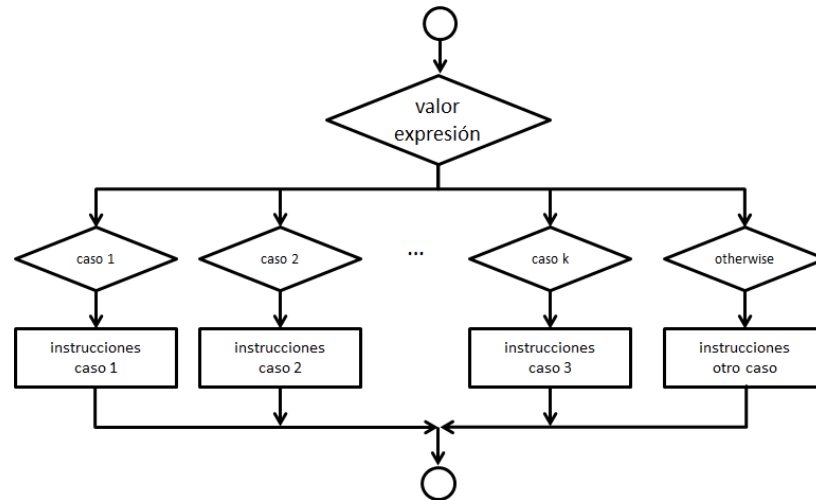 valor
expresión
caso 1
caso 2
...
caso k
otherwise
instrucciones
caso 1
instrucciones
caso 2
instrucciones
caso 3
instrucciones
otro caso